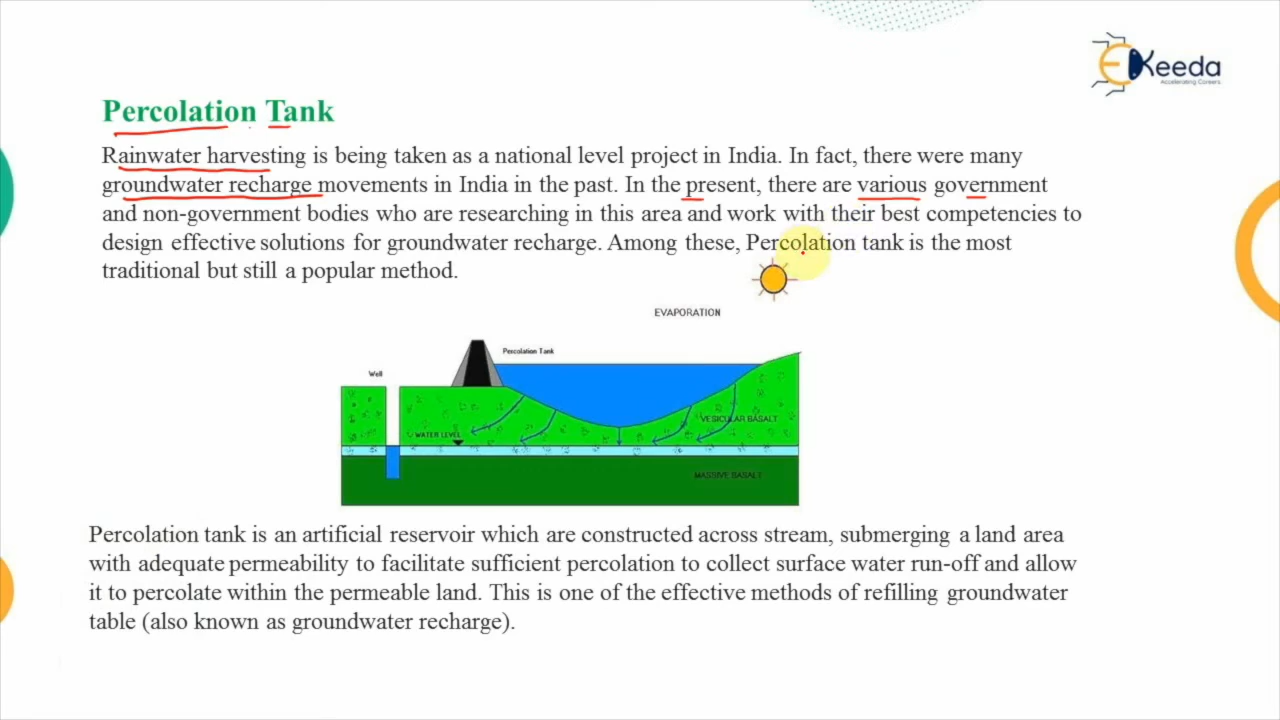 EKeeda
Accelerating Careers
Percolation Tank
Rainwater harvesting is being taken as a national level project in India. In fact, there were many
groundwater recharge movements in India in the past. In the present, there are various government
and non-government bodies who are researching in this area and work with their best competencies to
design effective solutions for groundwater recharge. Among these, Percolation tank is the most
traditional but still a popular method.
EVAPORATION
Percolation Tank
Well
VESICULAR BASALT
WATER LEVEL
MASSIVE BASALT
Percolation tank is an artificial reservoir which are constructed across stream, submerging a land area
with adequate permeability to facilitate sufficient percolation to collect surface water run-off and allow
it to percolate within the permeable land. This is one of the effective methods of refilling groundwater
table (also known as groundwater recharge).